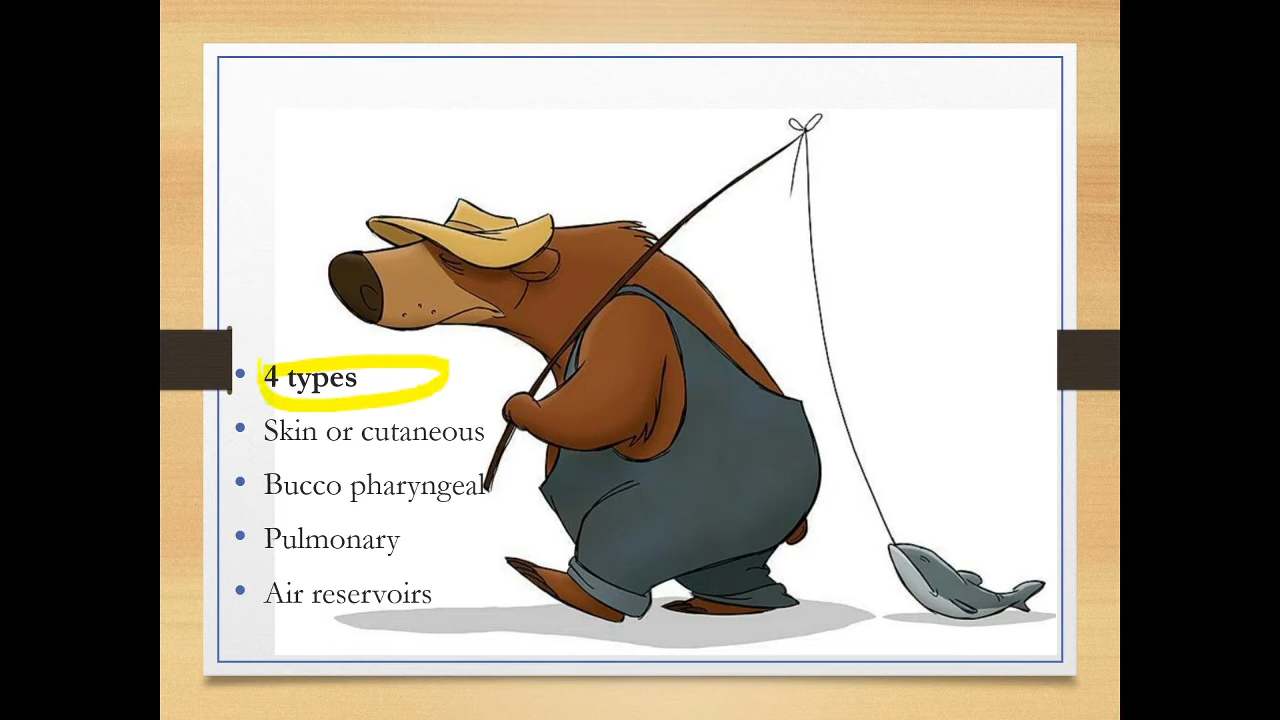 4 types
Skin or cutaneous
Bucco pharyngeal
Pulmonary
Air reservoirs